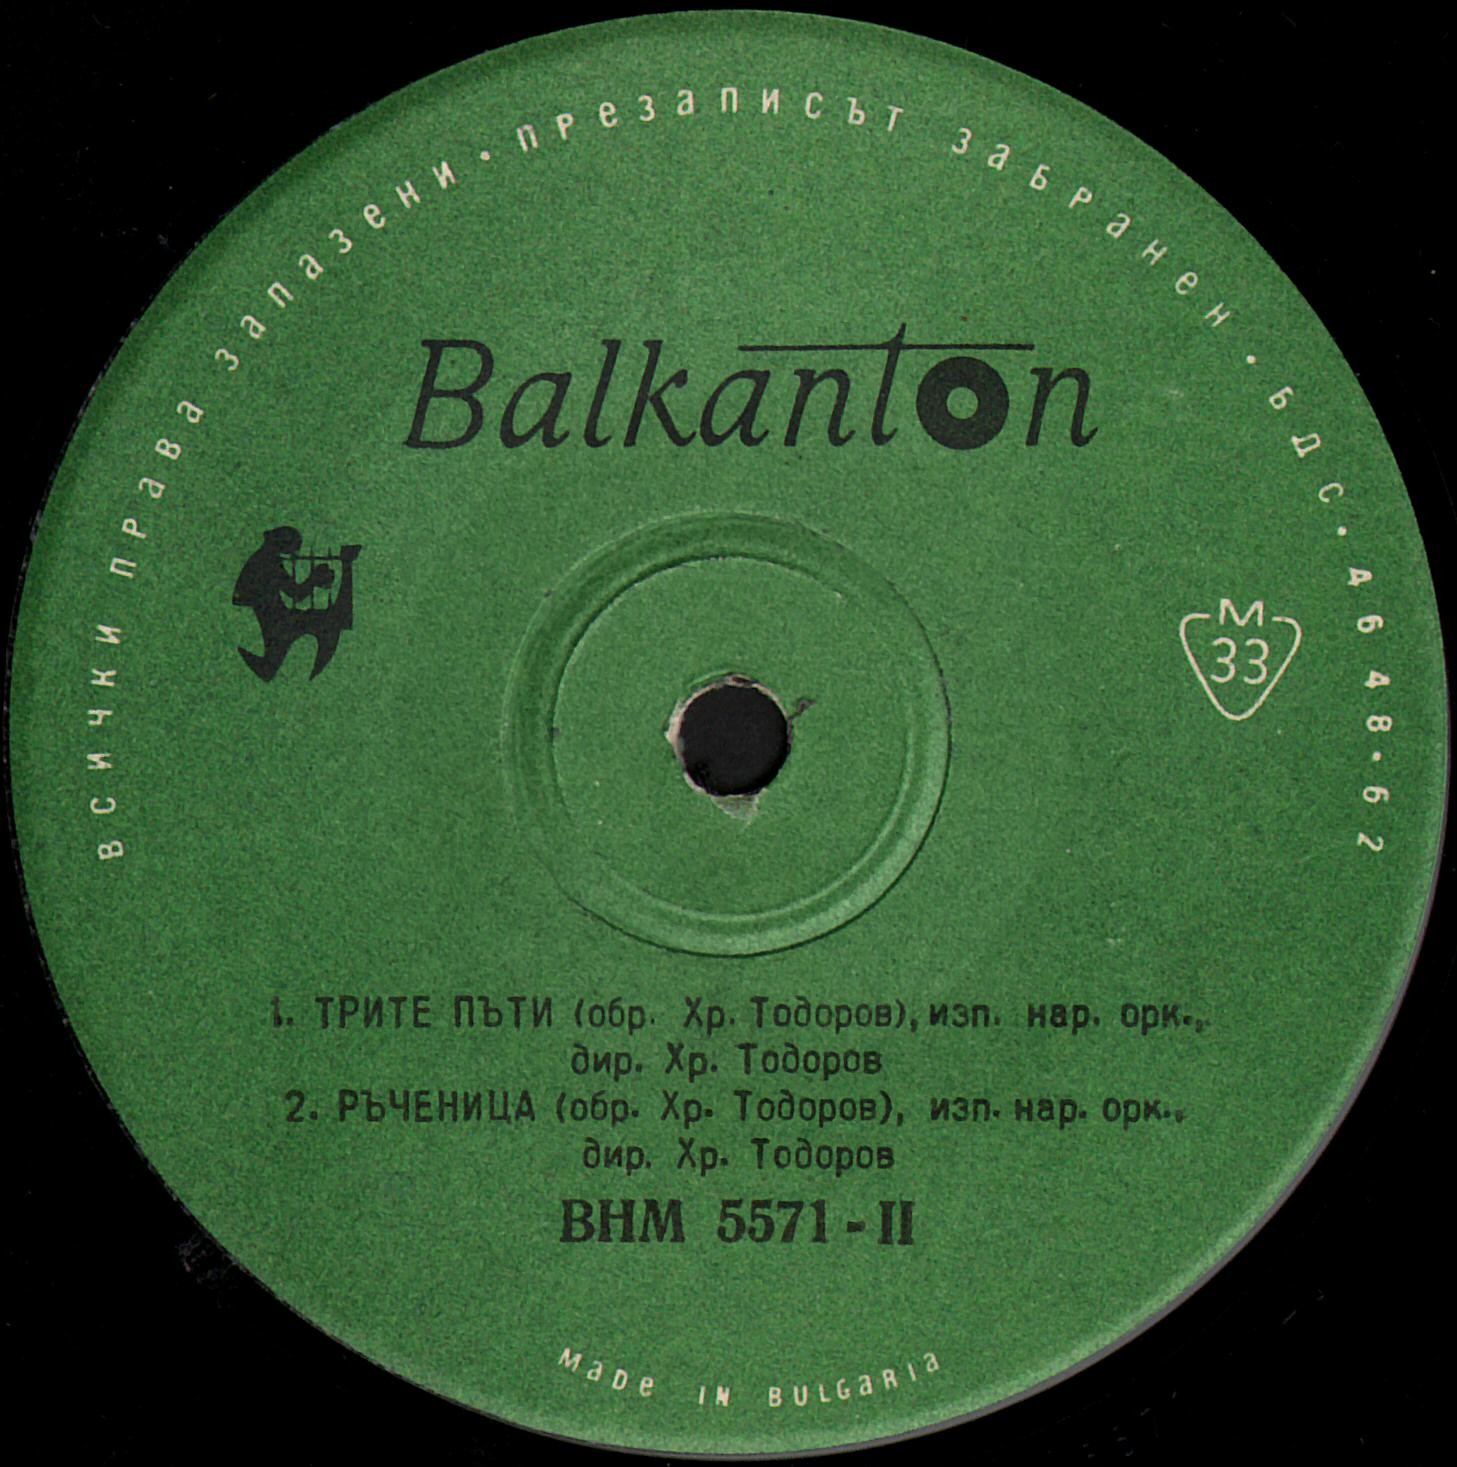 всички права запазени · презаписът забранен · бдс · 46 48 · 62
Balkanton
М
33
1. ТРИТЕ ПЪТИ (обр. Хр. Тодоров), изп. нар. орк.,
дир. Хр. Тодоров
2. РЪЧЕНИЦА (обр. Хр. Тодоров), изп. нар. орк.,
дир. Хр. Тодоров
ВНМ 5571 - II
Made in Bulgaria